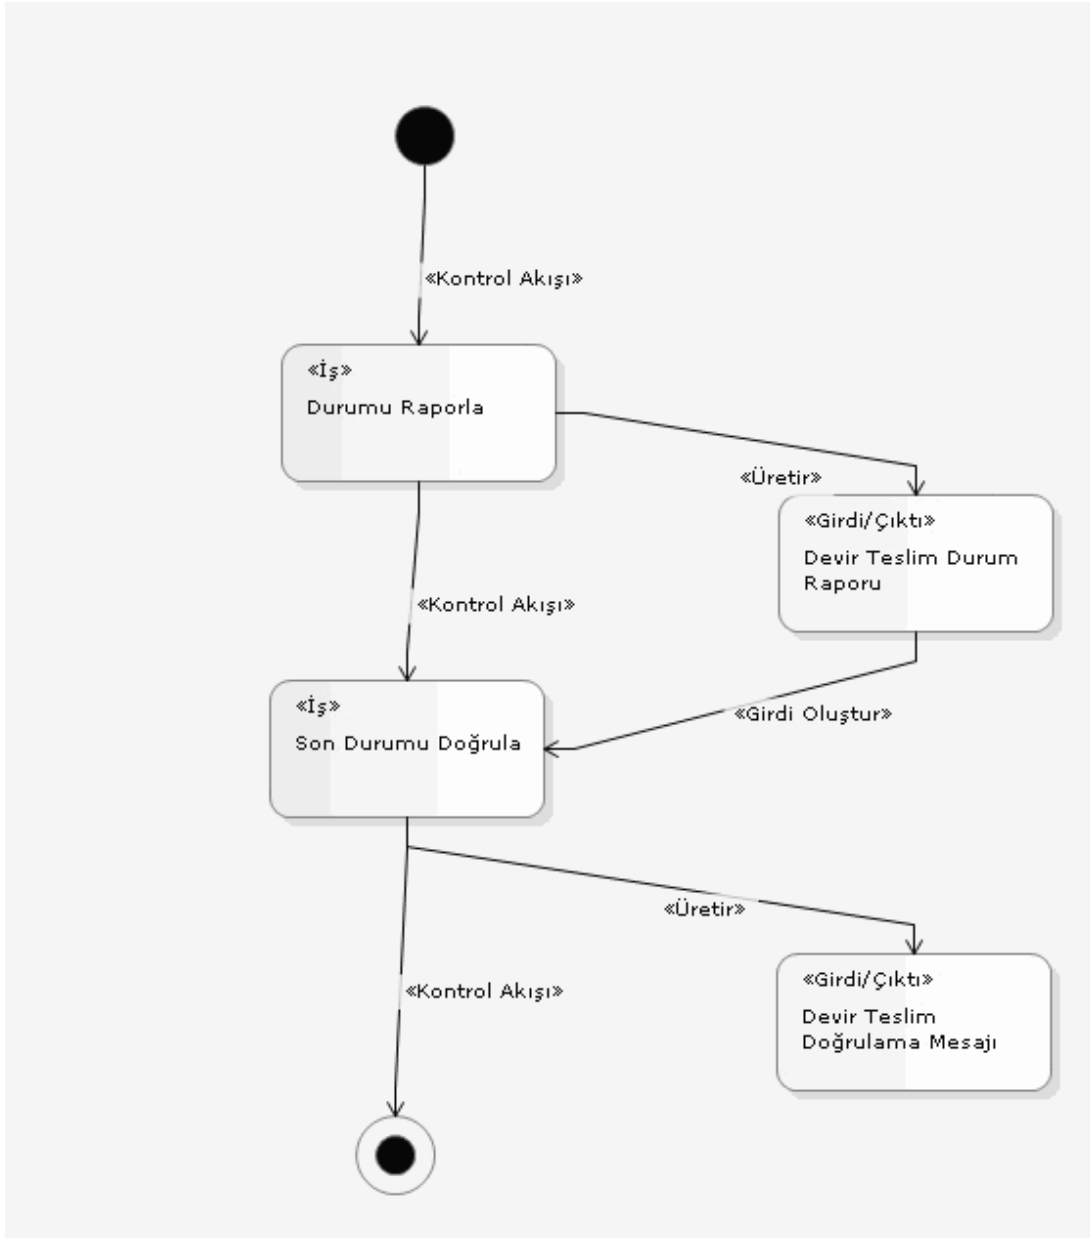 «Kontrol Akışı»
«İş»
Durumu Raporla
«Üretir»
«Girdi/Çıktı»
Devir Teslim Durum
Raporu
«Kontrol Akışı»
«İş»
Son Durumu Doğrula
«Girdi Oluştur»
«Üretir»
«Girdi/Çıktı»
Devir Teslim
Doğrulama Mesajı
«Kontrol Akışı»